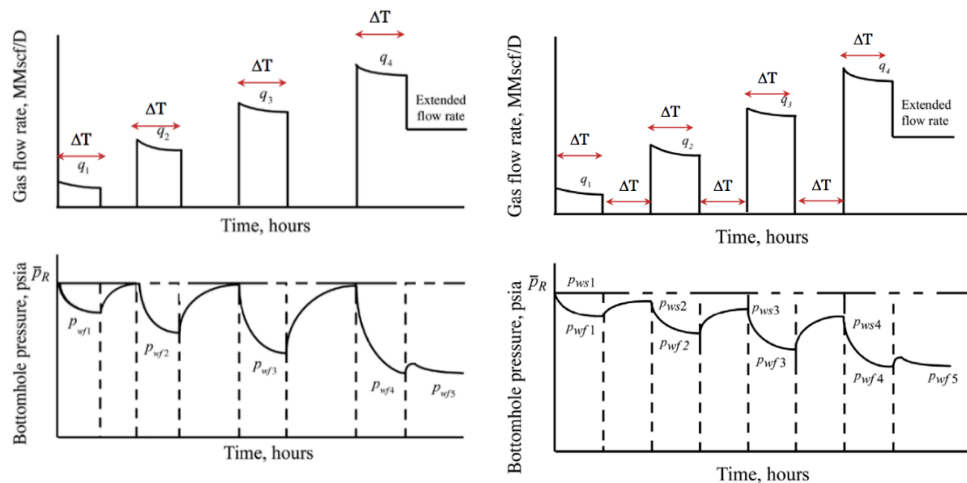 Gas flow rate, MMscf/D
ΔT
q1
ΔT
q2
ΔT
q3
ΔT
q4
Extended
flow rate
Time, hours
Bottomhole pressure, psia
p̅R
pwf1
pwf2
pwf3
pwf4
pwf5
Time, hours
Gas flow rate, MMscf/D
ΔT
q1
ΔT
ΔT
q2
ΔT
ΔT
q3
ΔT
ΔT
q4
Extended
flow rate
Time, hours
Bottomhole pressure, psia
p̅R
pws1
pwf1
pws2
pwf2
pws3
pwf3
pws4
pwf4
pwf5
Time, hours